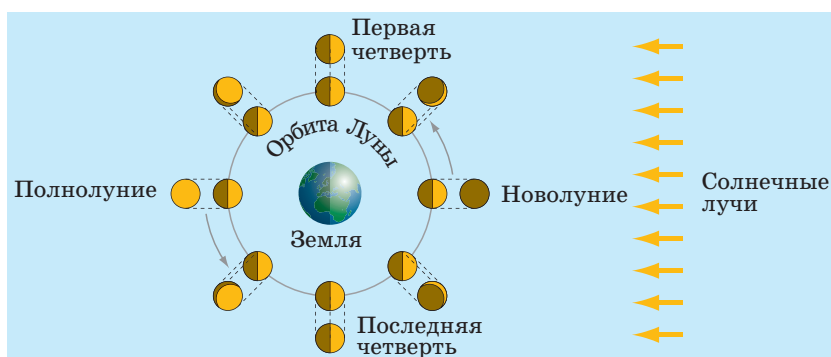 Первая
четверть
Орбита Луны
Полнолуние
Новолуние
Солнечные
лучи
Земля
Последняя
четверть